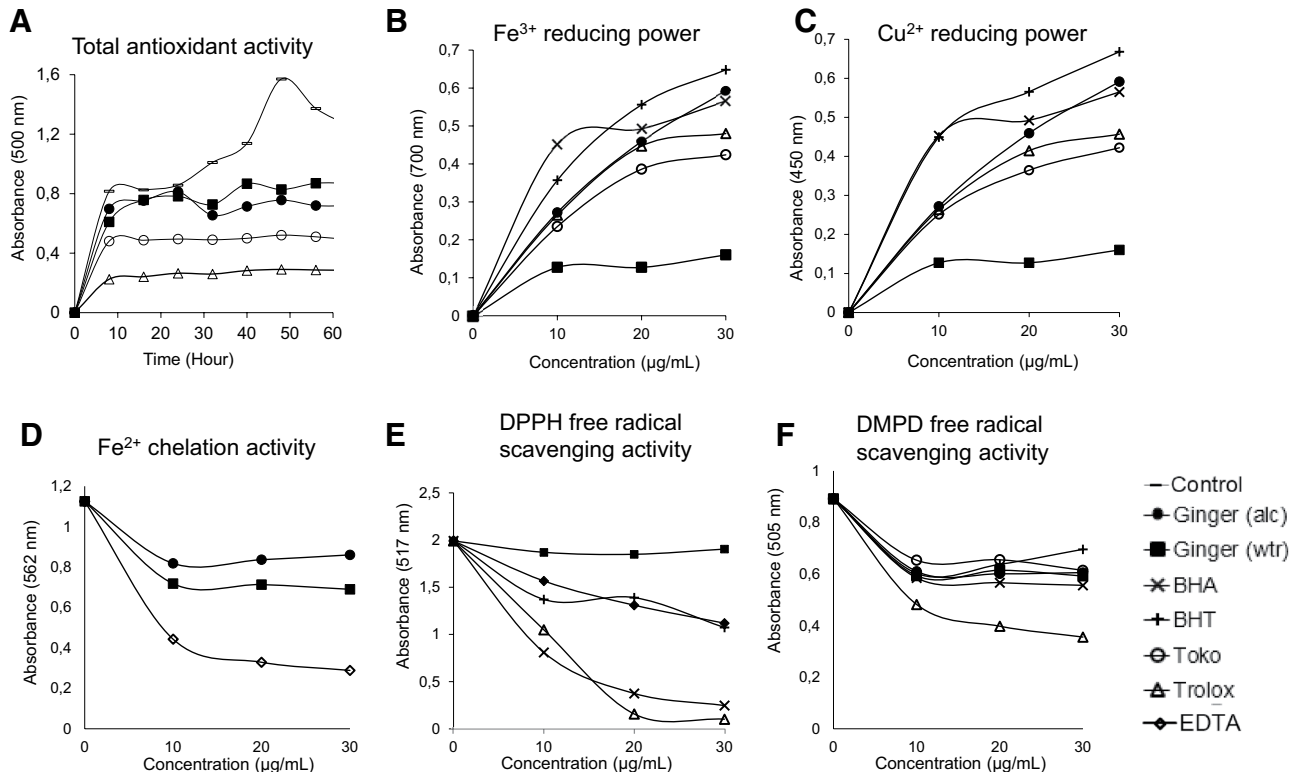 A
Total antioxidant activity
1,6
1,2
0,8
0,4
0
0 10 20 30 40 50 60
Absorbance (500 nm)
Time (Hour)
B
Fe³⁺ reducing power
0,7
0,6
0,5
0,4
0,3
0,2
0,1
0
0 10 20 30
Absorbance (700 nm)
Concentration (µg/mL)
C
Cu²⁺ reducing power
0,7
0,6
0,5
0,4
0,3
0,2
0,1
0
0 10 20 30
Absorbance (450 nm)
Concentration (µg/mL)
D
Fe²⁺ chelation activity
1,2
1
0,8
0,6
0,4
0,2
0
0 10 20 30
Absorbance (562 nm)
Concentration (µg/mL)
E
DPPH free radical
scavenging activity
2,5
2
1,5
1
0,5
0
0 10 20 30
Absorbance (517 nm)
Concentration (µg/mL)
F
DMPD free radical
scavenging activity
1
0,8
0,6
0,4
0,2
0
0 10 20 30
Absorbance (505 nm)
Concentration (µg/mL)
Control
Ginger (alc)
Ginger (wtr)
BHA
BHT
Toko
Trolox
EDTA